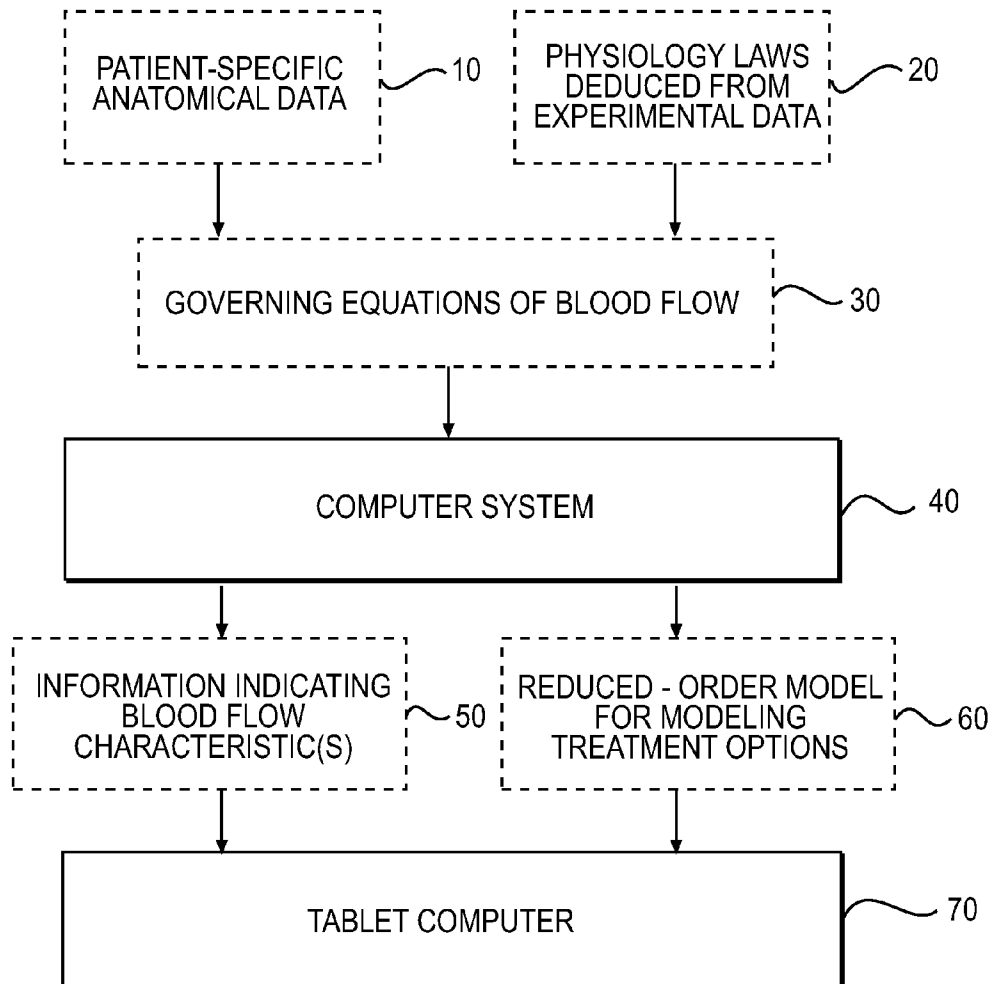 PATIENT-SPECIFIC
ANATOMICAL DATA
10
PHYSIOLOGY LAWS
DEDUCED FROM
EXPERIMENTAL DATA
20
GOVERNING EQUATIONS OF BLOOD FLOW
30
COMPUTER SYSTEM
40
INFORMATION INDICATING
BLOOD FLOW
CHARACTERISTIC(S)
50
REDUCED - ORDER MODEL
FOR MODELING
TREATMENT OPTIONS
60
TABLET COMPUTER
70